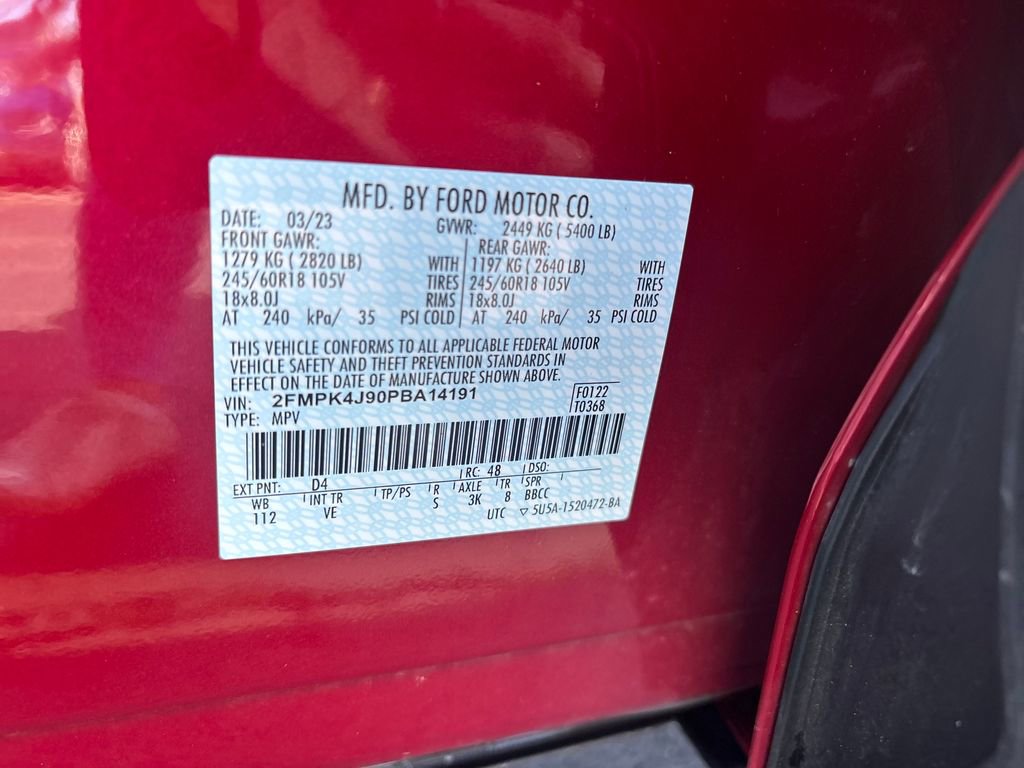 MFD. BY FORD MOTOR CO.
DATE: 03/23 GVWR: 2449 KG ( 5400 LB)
FRONT GAWR: REAR GAWR:
1279 KG ( 2820 LB) WITH 1197 KG ( 2640 LB) WITH
245/60R18 105V TIRES 245/60R18 105V TIRES
18x8.0J RIMS 18x8.0J RIMS
AT 240 kPa/ 35 PSI COLD AT 240 kPa/ 35 PSI COLD
THIS VEHICLE CONFORMS TO ALL APPLICABLE FEDERAL MOTOR
VEHICLE SAFETY AND THEFT PREVENTION STANDARDS IN
EFFECT ON THE DATE OF MANUFACTURE SHOWN ABOVE.
VIN: 2FMPK4J90PBA14191 F0122
TYPE: MPV T0368
EXT PNT: D4 RC: 48 DSO:
WB INT TR TP/PS R AXLE TR SPR
112 VE S 3K 8 BBCC
UTC ▽ 5U5A-1520472-BA